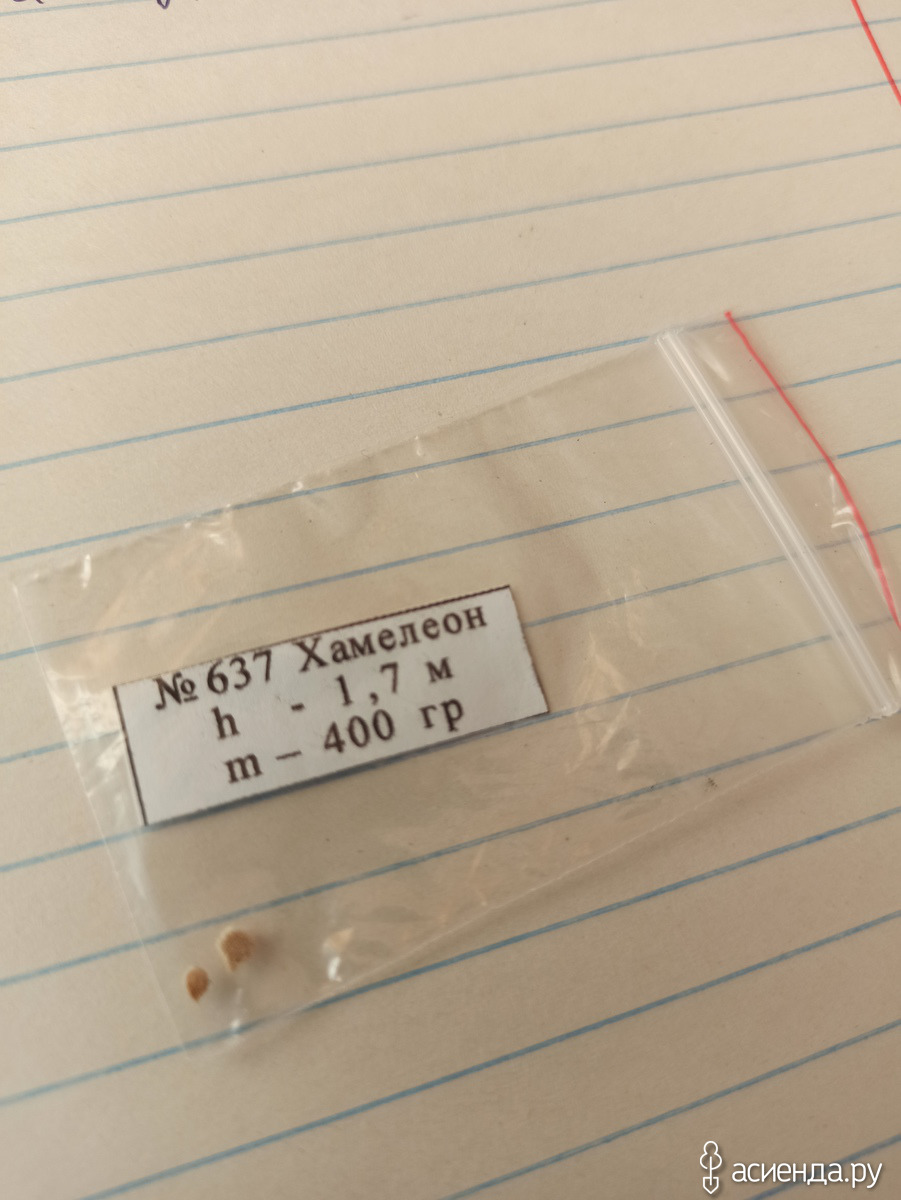 № 637 Хамелеон
h - 1,7 м
m – 400 гр
асиенда.ру